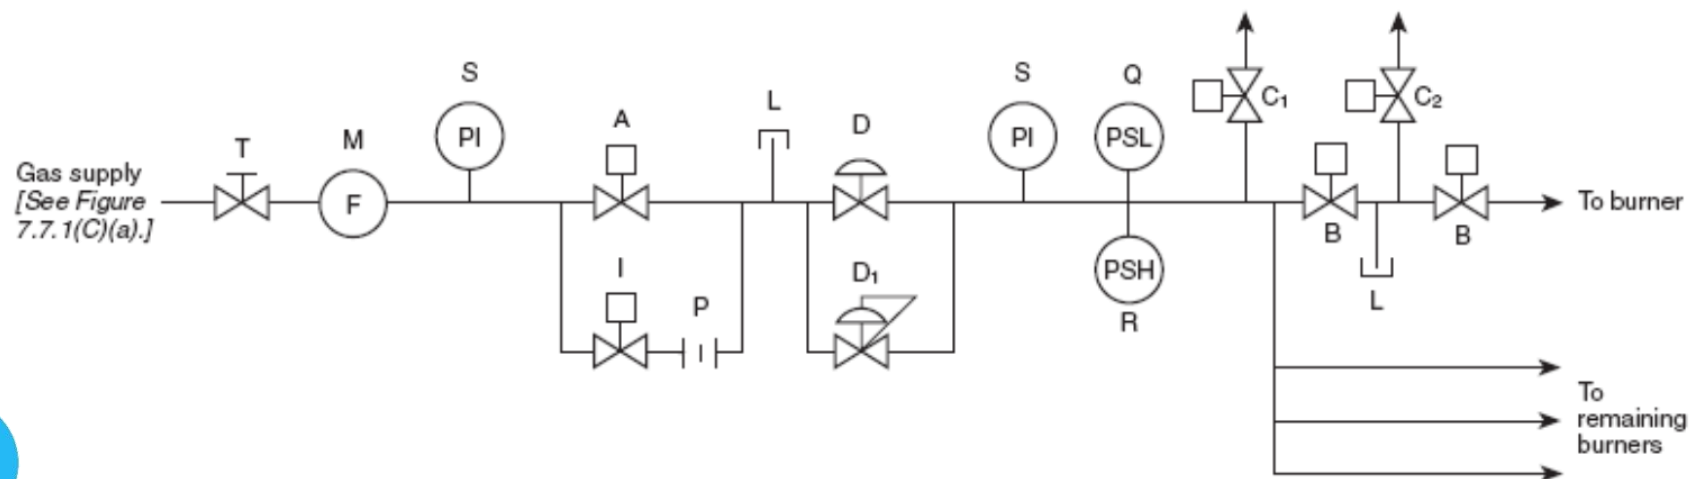 S
S
Q
C₁
C₂
A
L
D
T
M
PI
PI
PSL
Gas supply
[See Figure
7.7.1(C)(a).]
F
To burner
B
B
I
P
D₁
PSH
L
R
To
remaining
burners